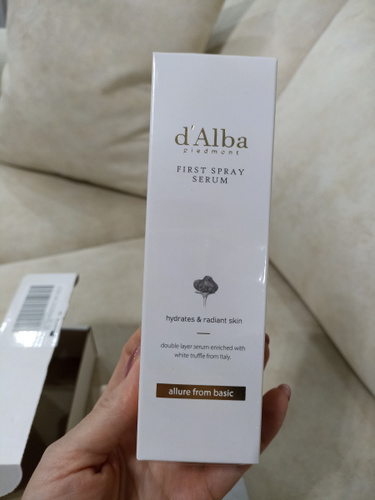 d'Alba
piedmont
FIRST SPRAY
SERUM
hydrates & radiant skin
double layer serum enriched with
white truffle from Italy.
allure from basic